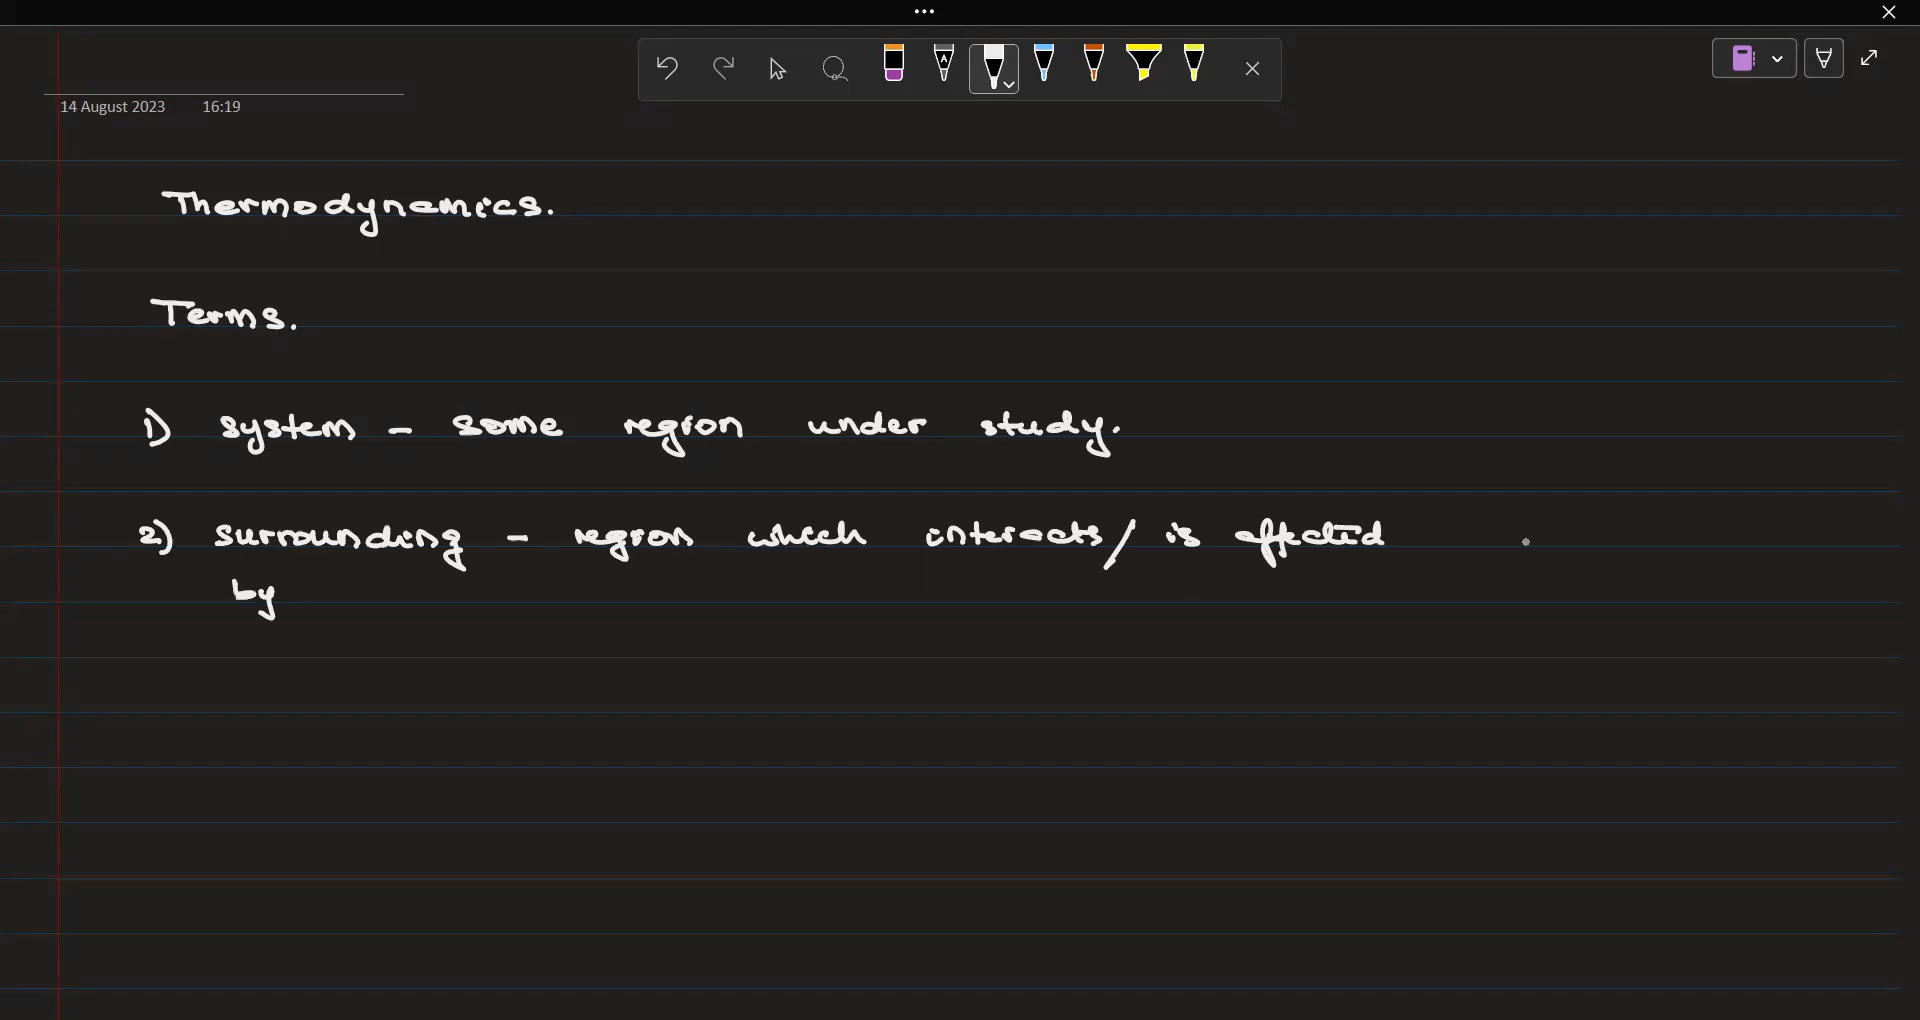 14 August 2023 16:19
Thermodynamics.
Terms.
1) system - some region under study.
2) surrounding - region which interacts/ is affected
by